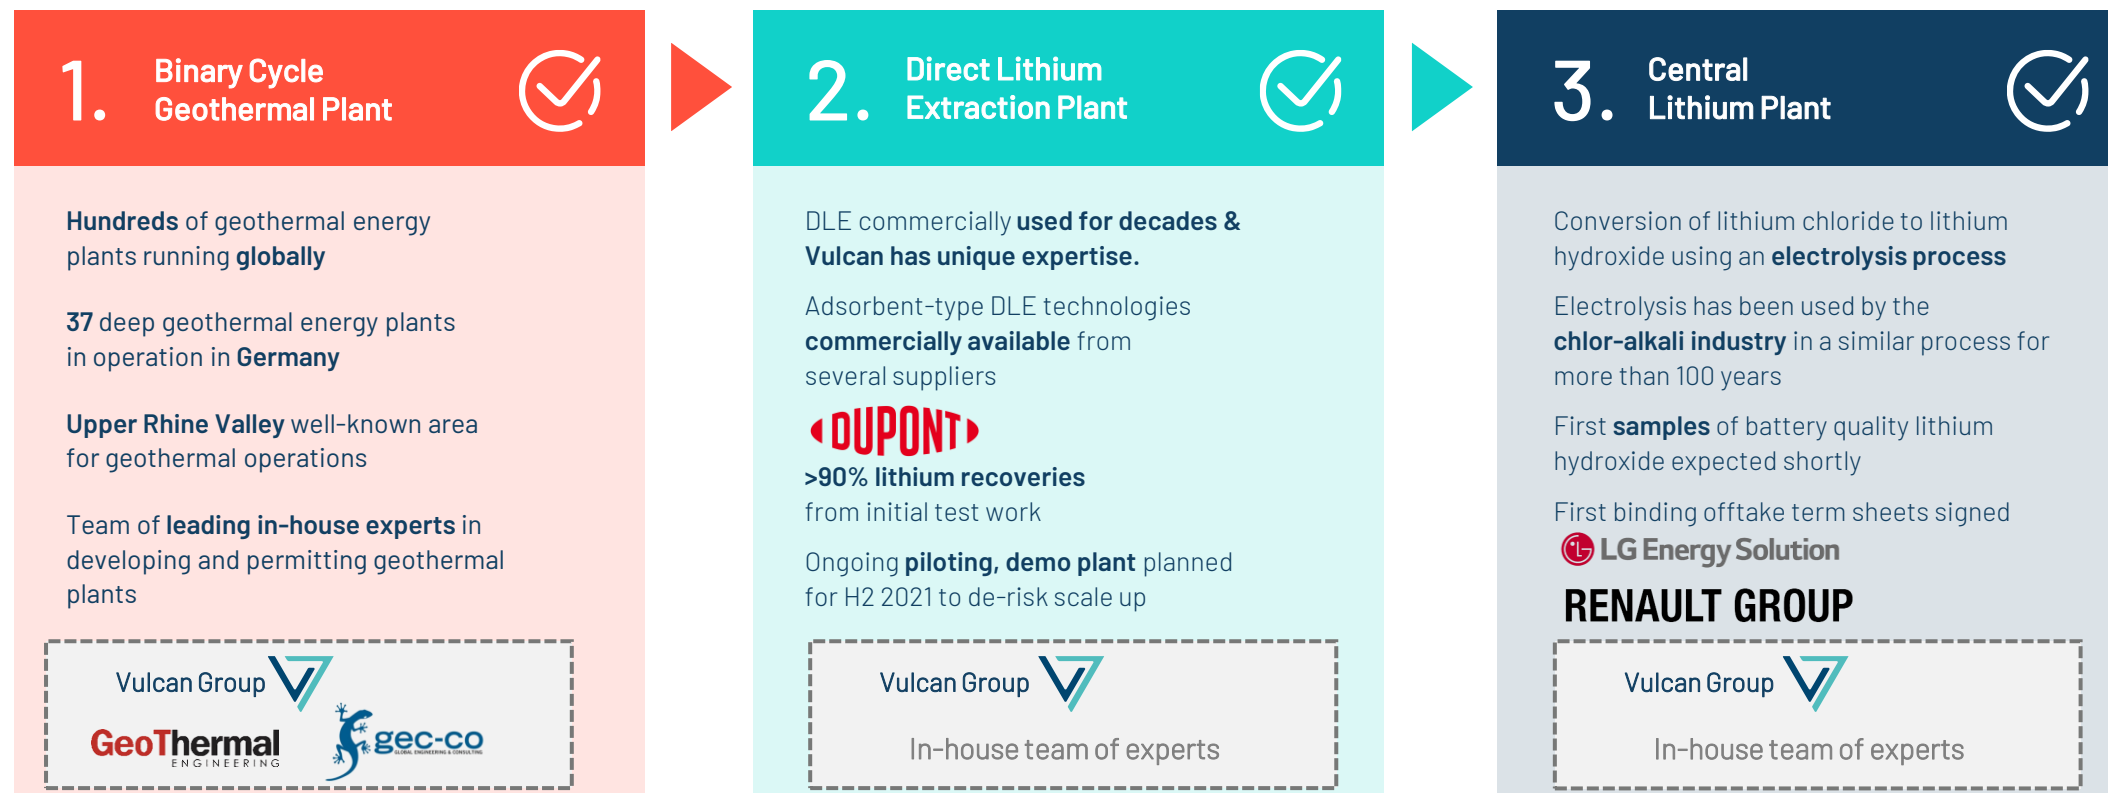 1.
Binary Cycle
Geothermal Plant
Hundreds of geothermal energy
plants running globally
37 deep geothermal energy plants
in operation in Germany
Upper Rhine Valley well-known area
for geothermal operations
Team of leading in-house experts in
developing and permitting geothermal
plants
Vulcan Group
GeoThermal
ENGINEERING
gec-co
GLOBAL ENGINEERING & CONSULTING
2.
Direct Lithium
Extraction Plant
DLE commercially used for decades &
Vulcan has unique expertise.
Adsorbent-type DLE technologies
commercially available from
several suppliers
DUPONT
>90% lithium recoveries
from initial test work
Ongoing piloting, demo plant planned
for H2 2021 to de-risk scale up
Vulcan Group
In-house team of experts
3.
Central
Lithium Plant
Conversion of lithium chloride to lithium
hydroxide using an electrolysis process
Electrolysis has been used by the
chlor-alkali industry in a similar process for
more than 100 years
First samples of battery quality lithium
hydroxide expected shortly
First binding offtake term sheets signed
LG Energy Solution
RENAULT GROUP
Vulcan Group
In-house team of experts